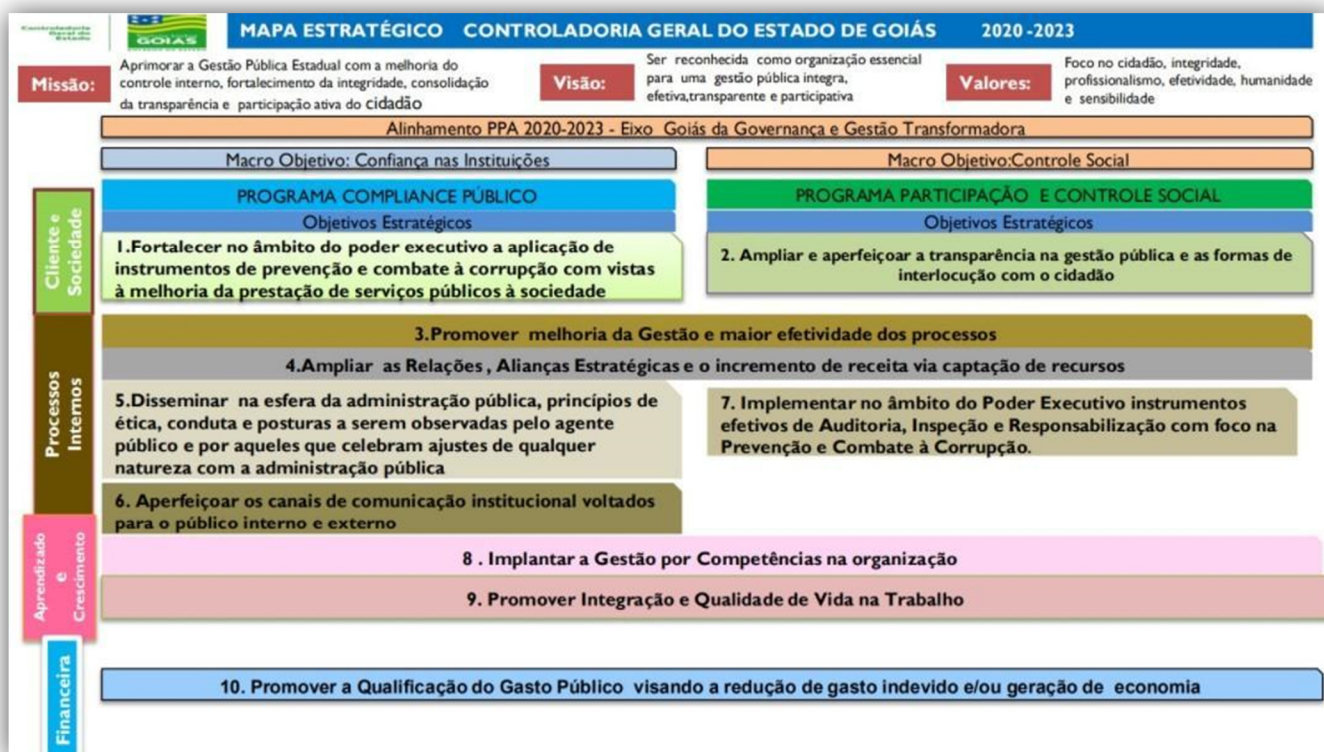 Controladoria
Geral do
Estado
GOIÁS
MAPA ESTRATÉGICO CONTROLADORIA GERAL DO ESTADO DE GOIÁS 2020-2023
Missão:
Aprimorar a Gestão Pública Estadual com a melhoria do
controle interno, fortalecimento da integridade, consolidação
da transparência e participação ativa do cidadão
Visão:
Ser reconhecida como organização essencial
para uma gestão pública integra,
efetiva,transparente e participativa
Valores:
Foco no cidadão, integridade,
profissionalismo, efetividade, humanidade
e sensibilidade
Alinhamento PPA 2020-2023 - Eixo Goiás da Governança e Gestão Transformadora
Macro Objetivo: Confiança nas Instituições
Macro Objetivo:Controle Social
Cliente e
Sociedade
PROGRAMA COMPLIANCE PÚBLICO
Objetivos Estratégicos
1.Fortalecer no âmbito do poder executivo a aplicação de
instrumentos de prevenção e combate à corrupção com vistas
à melhoria da prestação de serviços públicos à sociedade
PROGRAMA PARTICIPAÇÃO E CONTROLE SOCIAL
Objetivos Estratégicos
2. Ampliar e aperfeiçoar a transparência na gestão pública e as formas de
interlocução com o cidadão
Processos
Internos
3.Promover melhoria da Gestão e maior efetividade dos processos
4.Ampliar as Relações , Alianças Estratégicas e o incremento de receita via captação de recursos
5.Disseminar na esfera da administração pública, princípios de
ética, conduta e posturas a serem observadas pelo agente
público e por aqueles que celebram ajustes de qualquer
natureza com a administração pública
7. Implementar no âmbito do Poder Executivo instrumentos
efetivos de Auditoria, Inspeção e Responsabilização com foco na
Prevenção e Combate à Corrupção.
6. Aperfeiçoar os canais de comunicação institucional voltados
para o público interno e externo
Aprendizado
e
Crescimento
8 . Implantar a Gestão por Competências na organização
9. Promover Integração e Qualidade de Vida na Trabalho
Financeira
10. Promover a Qualificação do Gasto Público visando a redução de gasto indevido e/ou geração de economia